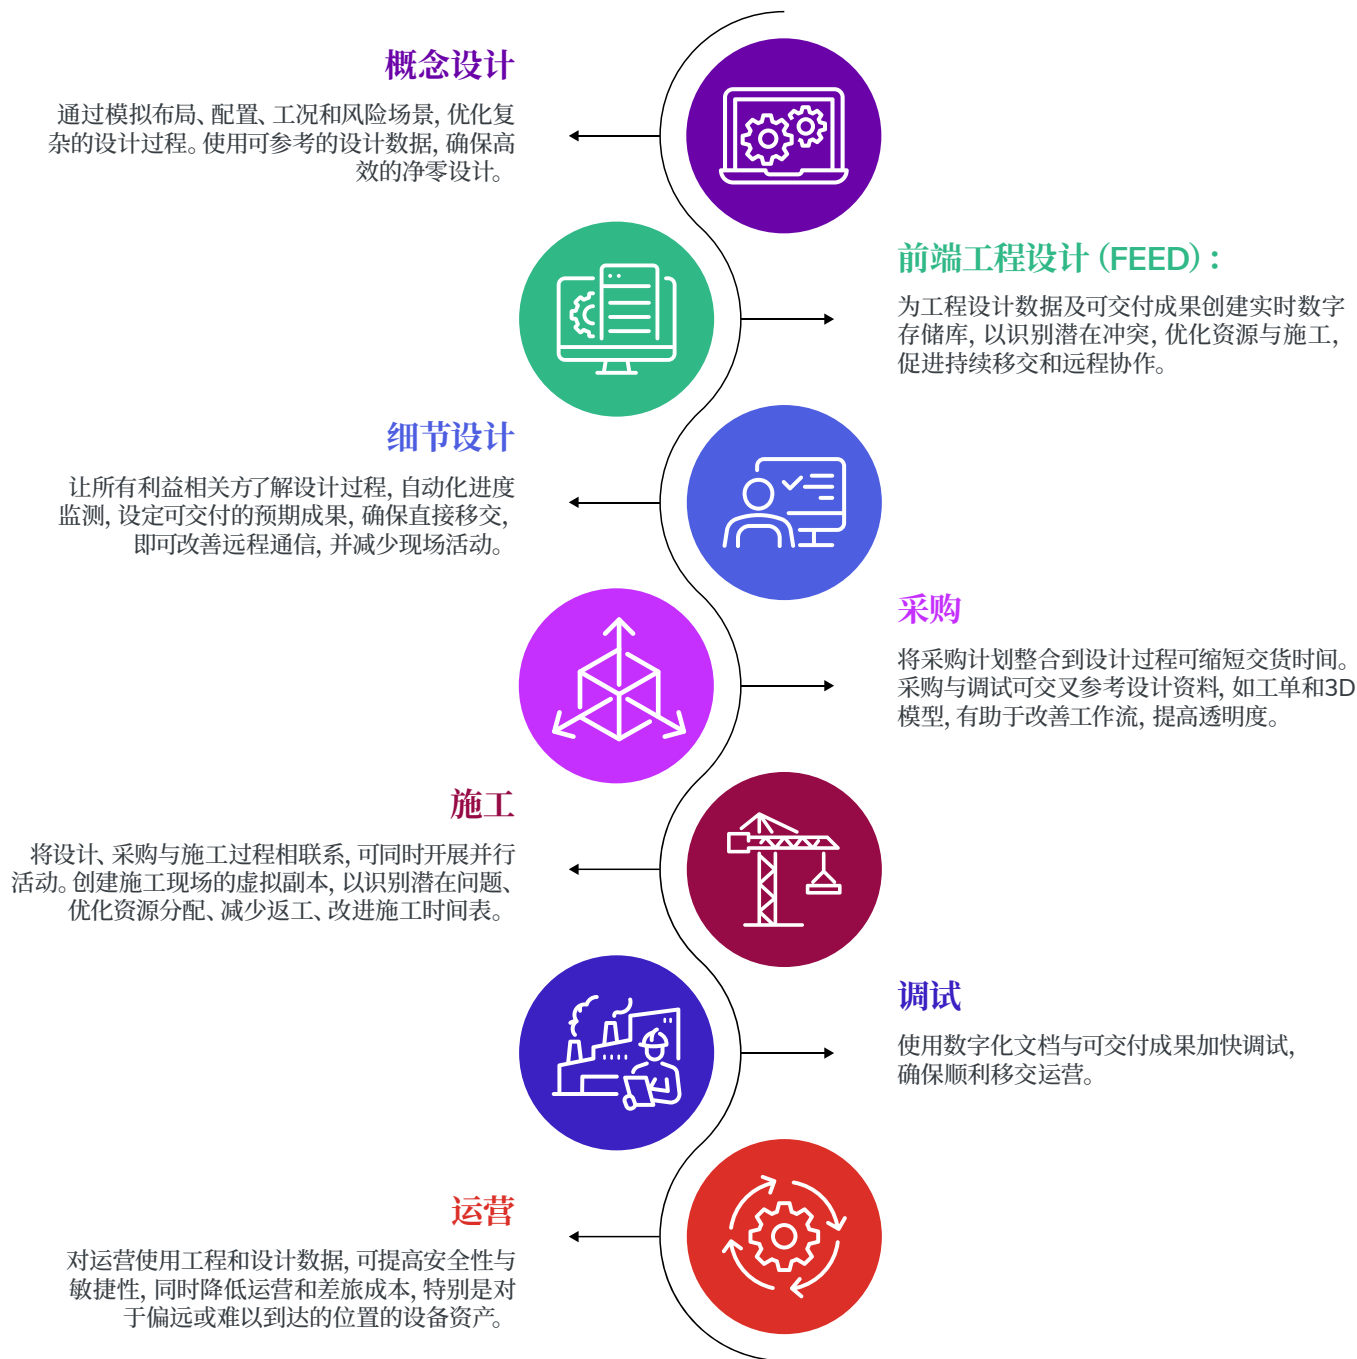 概念设计
通过模拟布局、配置、工况和风险场景, 优化复
杂的设计过程。使用可参考的设计数据, 确保高
效的净零设计。
前端工程设计 (FEED)：
为工程设计数据及可交付成果创建实时数字
存储库, 以识别潜在冲突, 优化资源与施工,
促进持续移交和远程协作。
细节设计
让所有利益相关方了解设计过程, 自动化进度
监测, 设定可交付的预期成果, 确保直接移交,
即可改善远程通信, 并减少现场活动。
采购
将采购计划整合到设计过程可缩短交货时间。
采购与调试可交叉参考设计资料, 如工单和3D
模型, 有助于改善工作流, 提高透明度。
施工
将设计、采购与施工过程相联系, 可同时开展并行
活动。创建施工现场的虚拟副本, 以识别潜在问题、
优化资源分配、减少返工、改进施工时间表。
调试
使用数字化文档与可交付成果加快调试,
确保顺利移交运营。
运营
对运营使用工程和设计数据, 可提高安全性与
敏捷性, 同时降低运营和差旅成本, 特别是对
于偏远或难以到达的位置的设备资产。